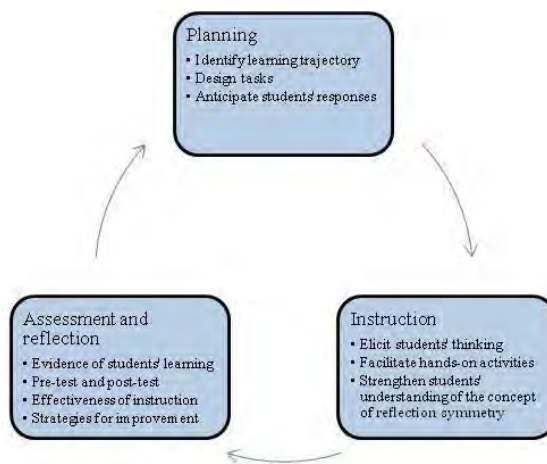 Planning
• Identify learning trajectory
• Design tasks
• Anticipate students' responses
Instruction
• Elicit students' thinking
• Facilitate hands-on activities
• Strengthen students'
understanding of the concept
of reflection symmetry
Assessment and
reflection
• Evidence of students' learning
• Pre-test and post-test
• Effectiveness of instruction
• Strategies for improvement